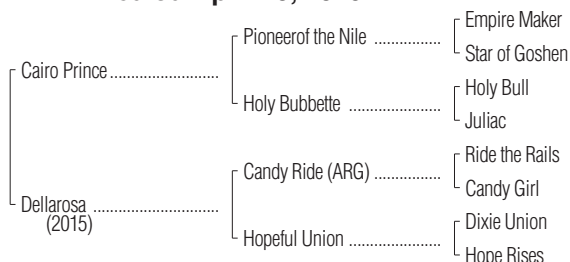 Empire Maker
Pioneerof the Nile ................
Star of Goshen
Cairo Prince..........................
Holy Bull
Holy Bubbette ......................
Juliac
Ride the Rails
Candy Ride (ARG) ................
Candy Girl
Dellarosa ..............................
(2015)
Dixie Union
Hopeful Union ......................
Hope Rises